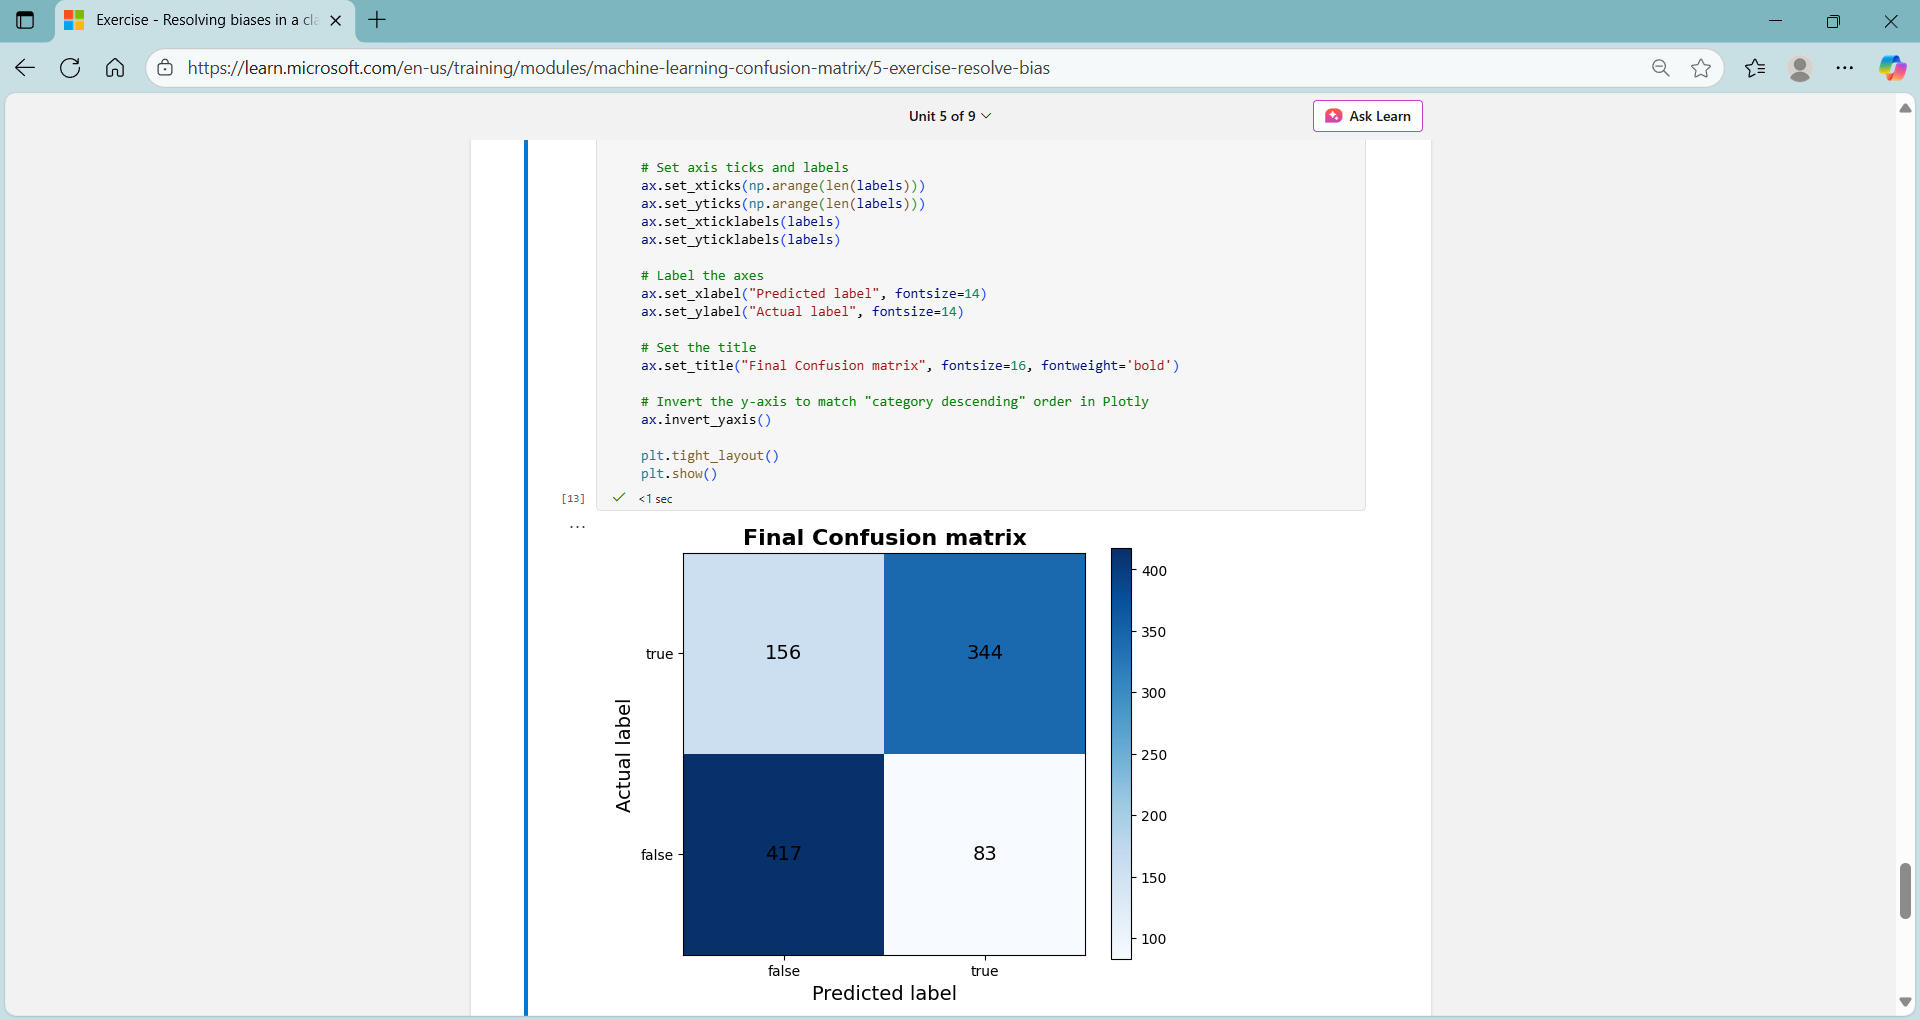 Exercise - Resolving biases in a cla
https://learn.microsoft.com/en-us/training/modules/machine-learning-confusion-matrix/5-exercise-resolve-bias
Unit 5 of 9
Ask Learn
# Set axis ticks and labels
ax.set_xticks(np.arange(len(labels)))
ax.set_yticks(np.arange(len(labels)))
ax.set_xticklabels(labels)
ax.set_yticklabels(labels)
# Label the axes
ax.set_xlabel("Predicted label", fontsize=14)
ax.set_ylabel("Actual label", fontsize=14)
# Set the title
ax.set_title("Final Confusion matrix", fontsize=16, fontweight='bold')
# Invert the y-axis to match "category descending" order in Plotly
ax.invert_yaxis()
plt.tight_layout()
plt.show()
[13]
<1 sec
...
Final Confusion matrix
Actual label
true
156
344
false
417
83
false
true
Predicted label
400
350
300
250
200
150
100